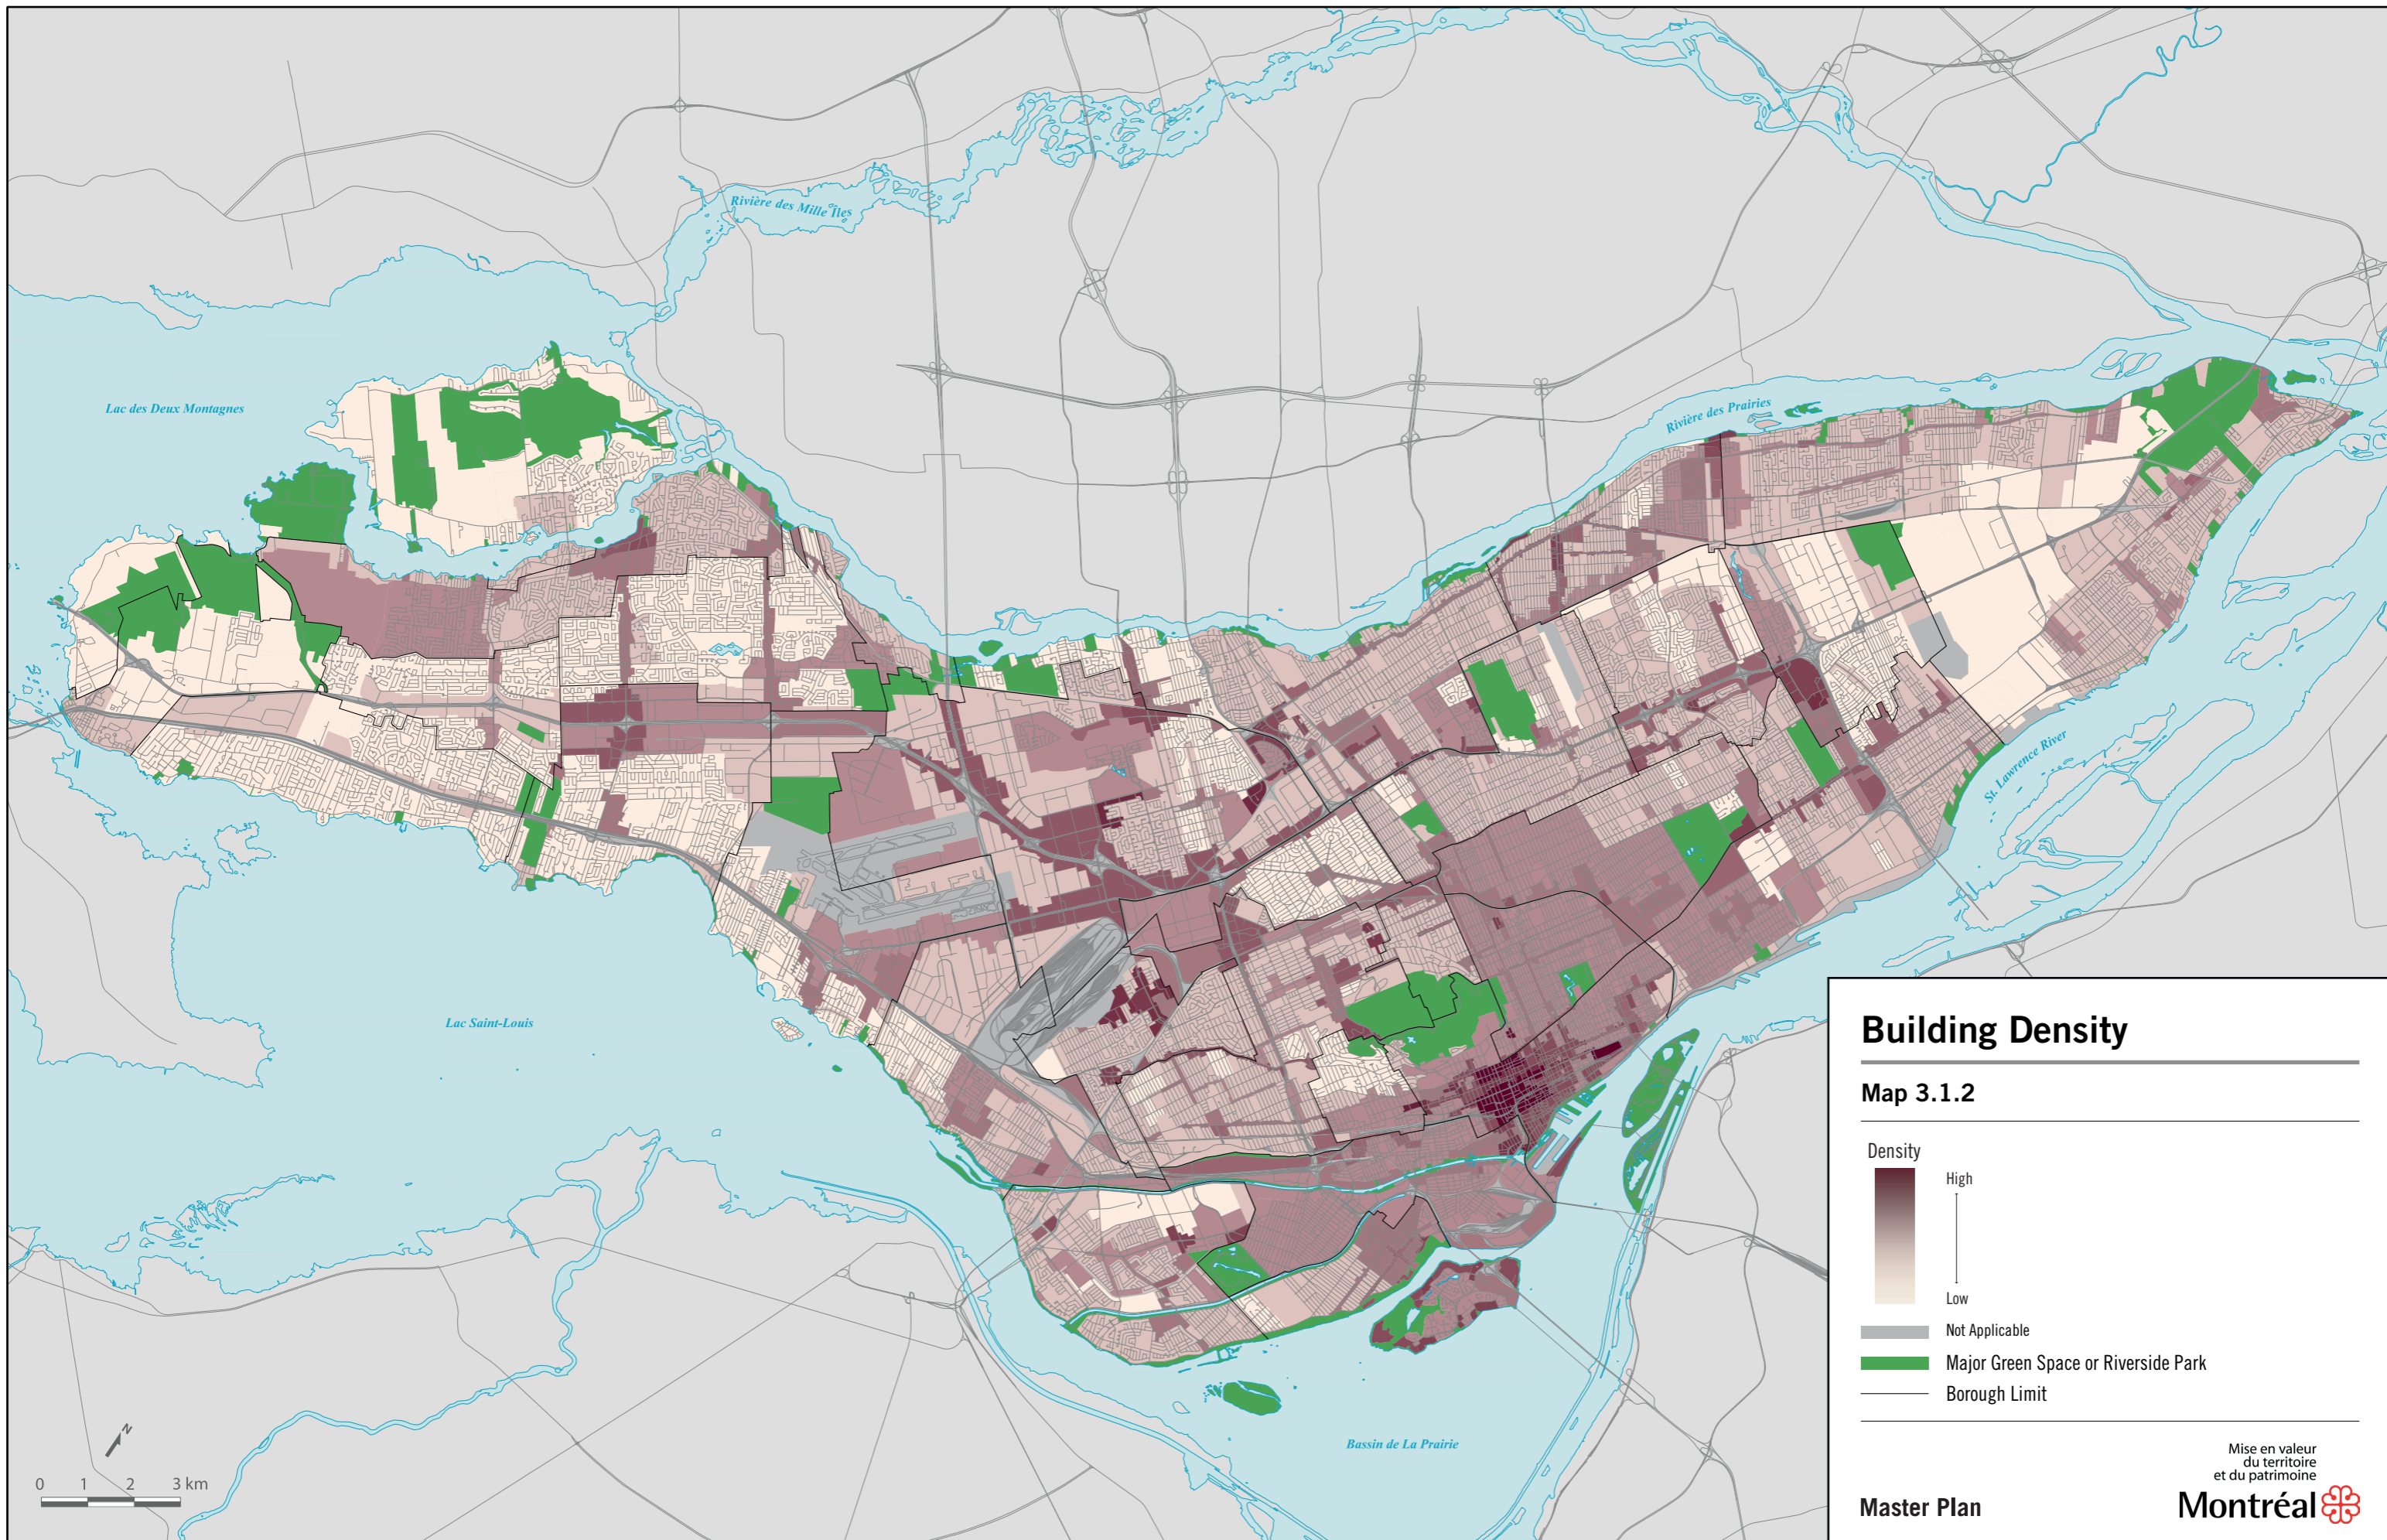 Rivière des Mille Îles
Lac des Deux Montagnes
Rivière des Prairies
St. Lawrence River
Lac Saint-Louis
Bassin de La Prairie
N
0 1 2 3 km
Building Density
Map 3.1.2
Density
High
Low
Not Applicable
Major Green Space or Riverside Park
Borough Limit
Mise en valeur
du territoire
et du patrimoine
Master Plan
Montréal